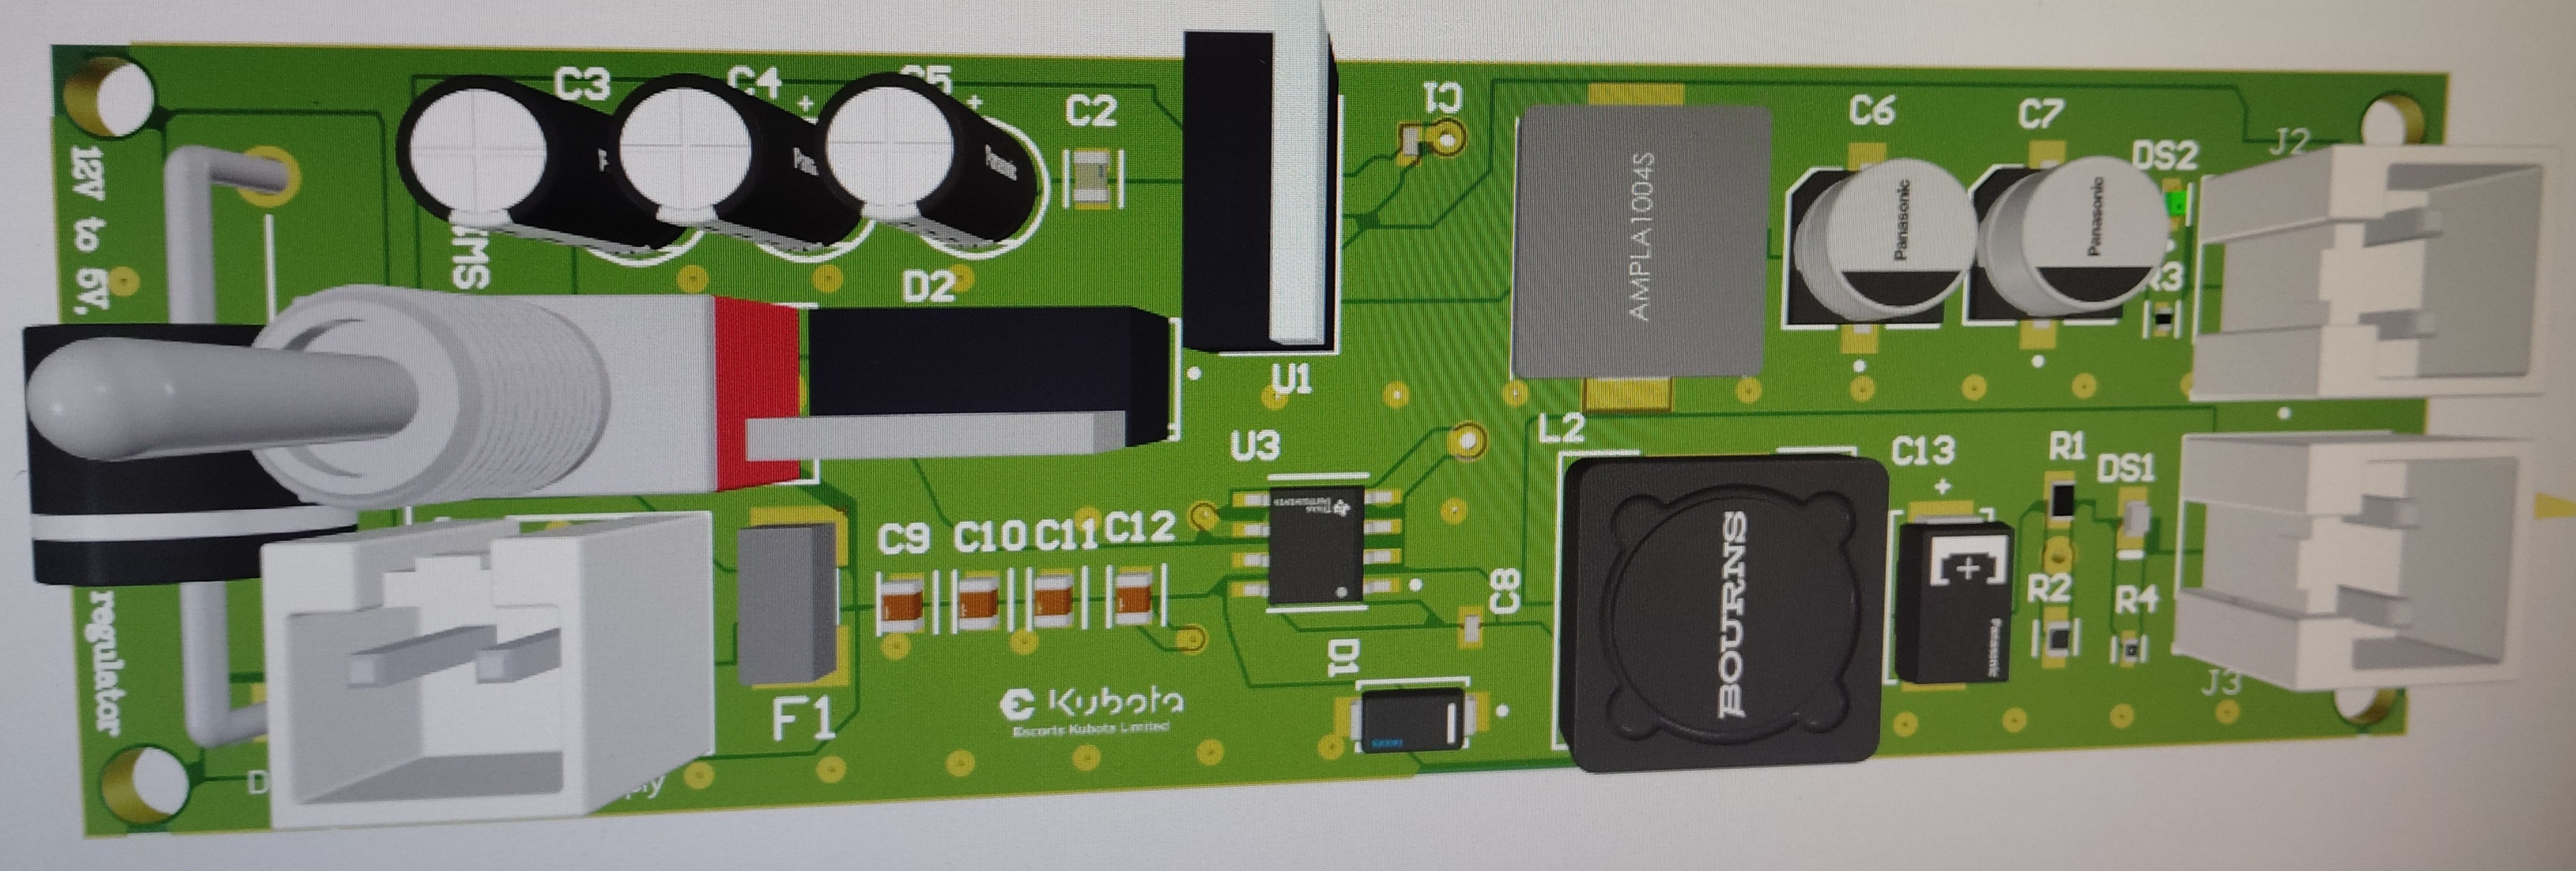 C3
C4
C5
C2
C1
C6
C7
DS2
J2
12V to 5V,
Panasonic
AMPLA1004S
Panasonic
Panasonic
R3
D2
U1
U3
L2
C13
+
R1
DS1
C9
C10
C11
C12
C8
BOURNS
R2
R4
Panasonic
D1
regulator
F1
Kubota
Escorts Kubota Limited
J3